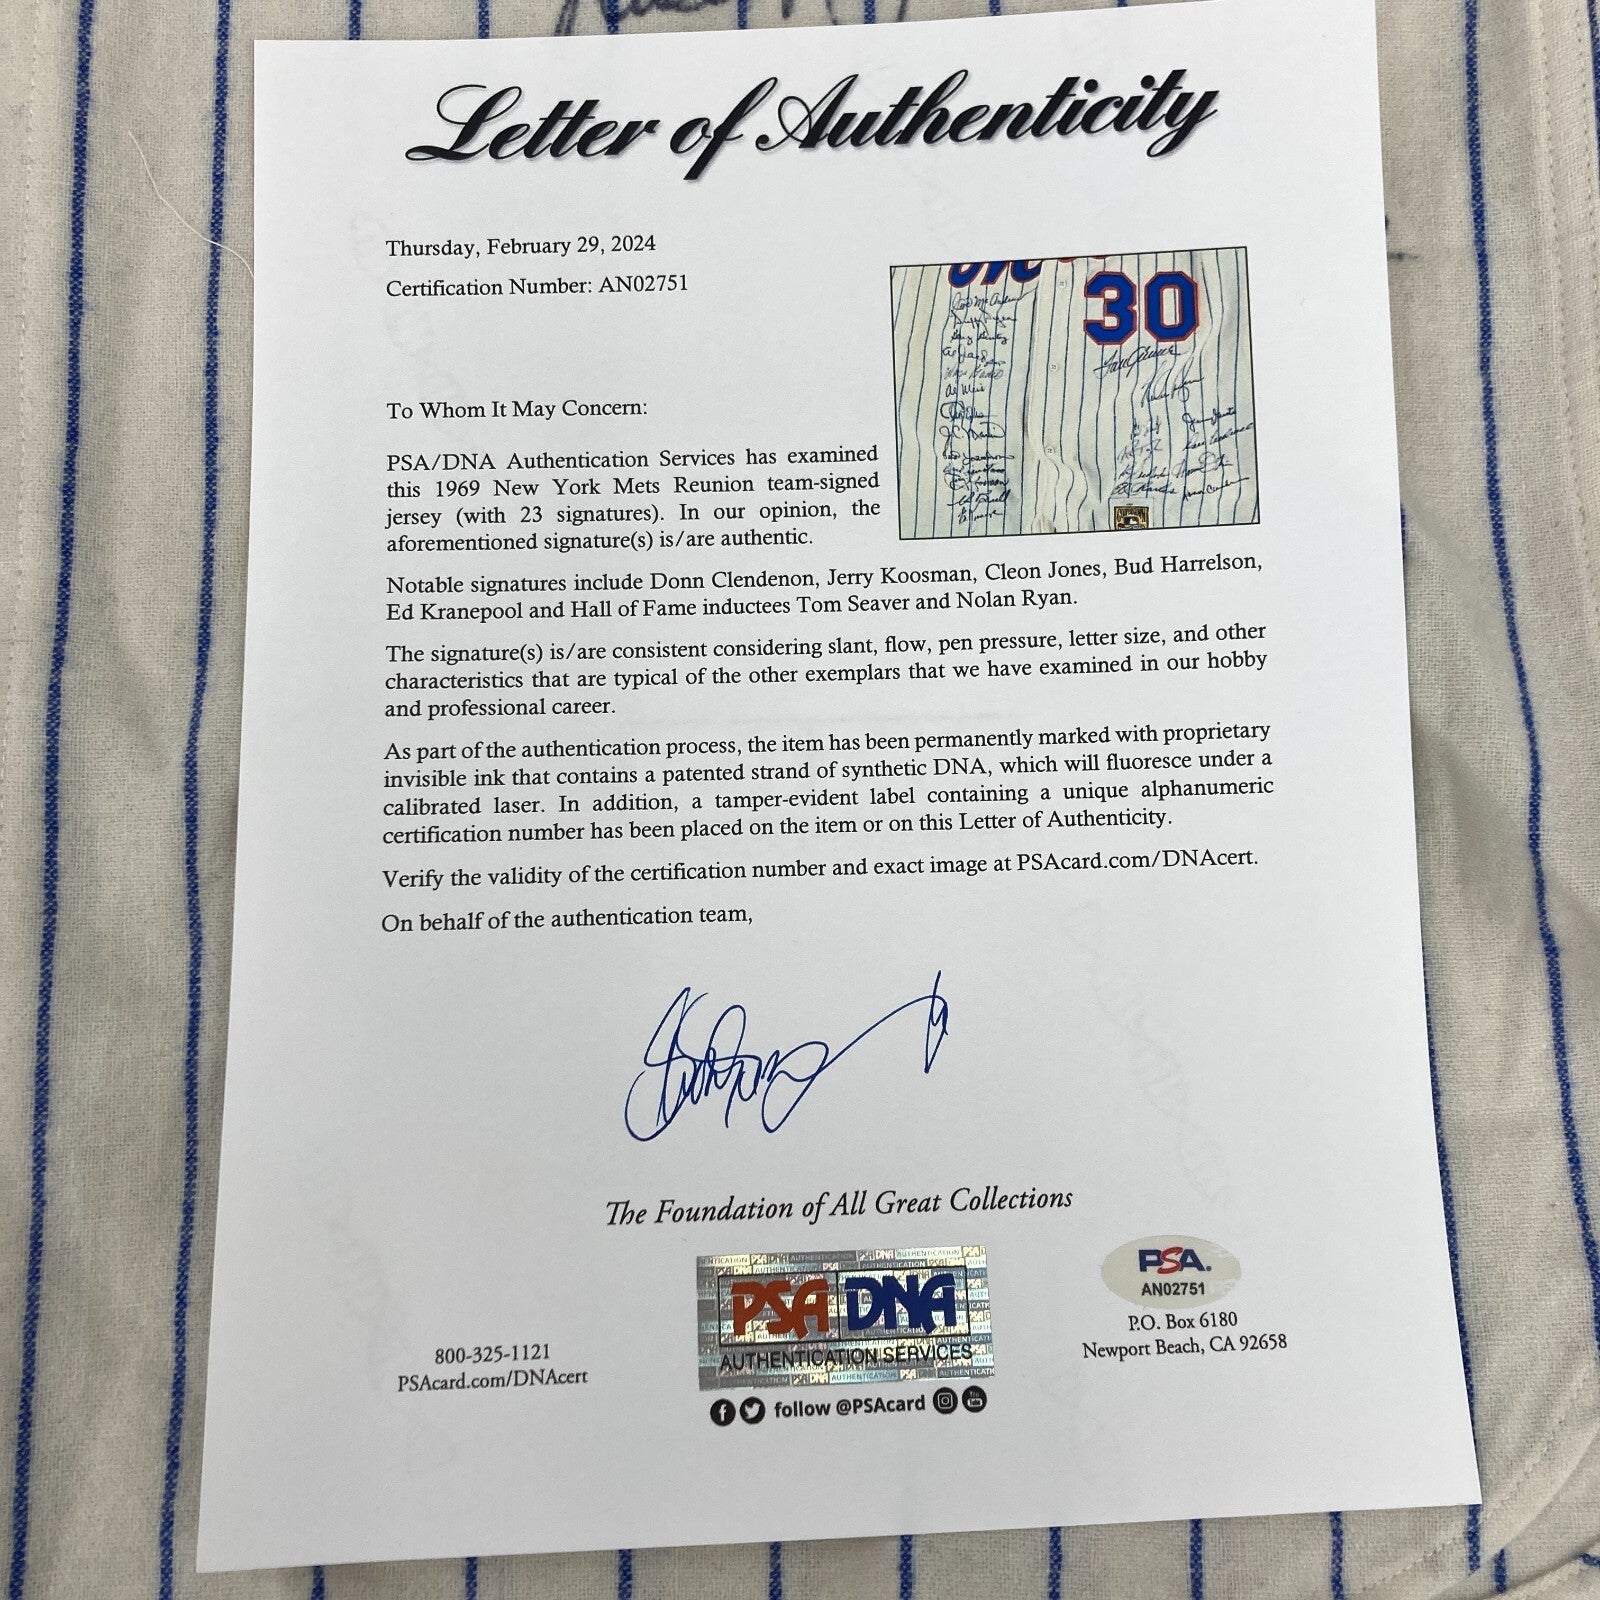 Letter of Authenticity
Thursday, February 29, 2024
Certification Number: AN02751
30
To Whom It May Concern:
PSA/DNA Authentication Services has examined
this 1969 New York Mets Reunion team-signed
jersey (with 23 signatures). In our opinion, the
aforementioned signature(s) is/are authentic.
Notable signatures include Donn Clendenon, Jerry Koosman, Cleon Jones, Bud Harrelson,
Ed Kranepool and Hall of Fame inductees Tom Seaver and Nolan Ryan.
The signature(s) is/are consistent considering slant, flow, pen pressure, letter size, and other
characteristics that are typical of the other exemplars that we have examined in our hobby
and professional career.
As part of the authentication process, the item has been permanently marked with proprietary
invisible ink that contains a patented strand of synthetic DNA, which will fluoresce under a
calibrated laser. In addition, a tamper-evident label containing a unique alphanumeric
certification number has been placed on the item or on this Letter of Authenticity.
Verify the validity of the certification number and exact image at PSAcard.com/DNAcert.
On behalf of the authentication team,
The Foundation of All Great Collections
800-325-1121
PSAcard.com/DNAcert
PSA DNA
AUTHENTICATION SERVICES
follow @PSAcard
PSA.
AN02751
P.O. Box 6180
Newport Beach, CA 92658